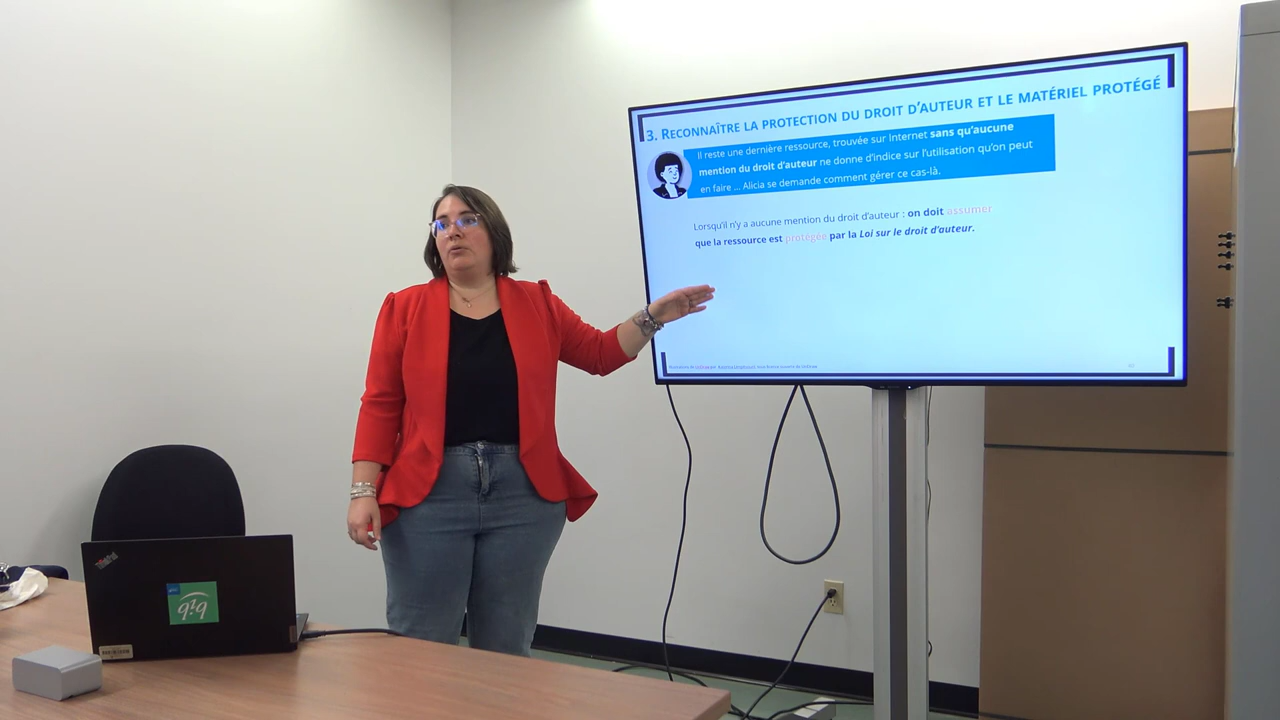 3. RECONNAÎTRE LA PROTECTION DU DROIT D'AUTEUR ET LE MATÉRIEL PROTÉGÉ
Il reste une dernière ressource, trouvée sur Internet sans qu'aucune
mention du droit d'auteur ne donne d'indice sur l'utilisation qu'on peut
en faire ... Alicia se demande comment gérer ce cas-là.
Lorsqu'il n'y a aucune mention du droit d'auteur : on doit assumer
que la ressource est protégée par la Loi sur le droit d'auteur.
ThinkPad
bib